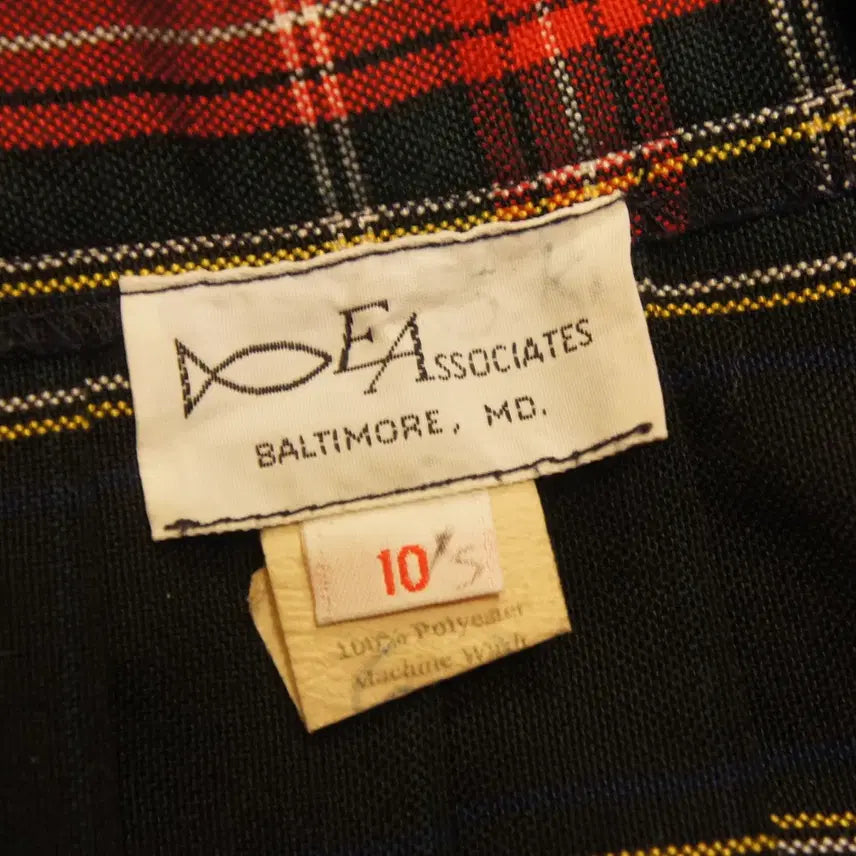 EAssociates
Baltimore, MD.
10's
100% Polyester
Machine Wash